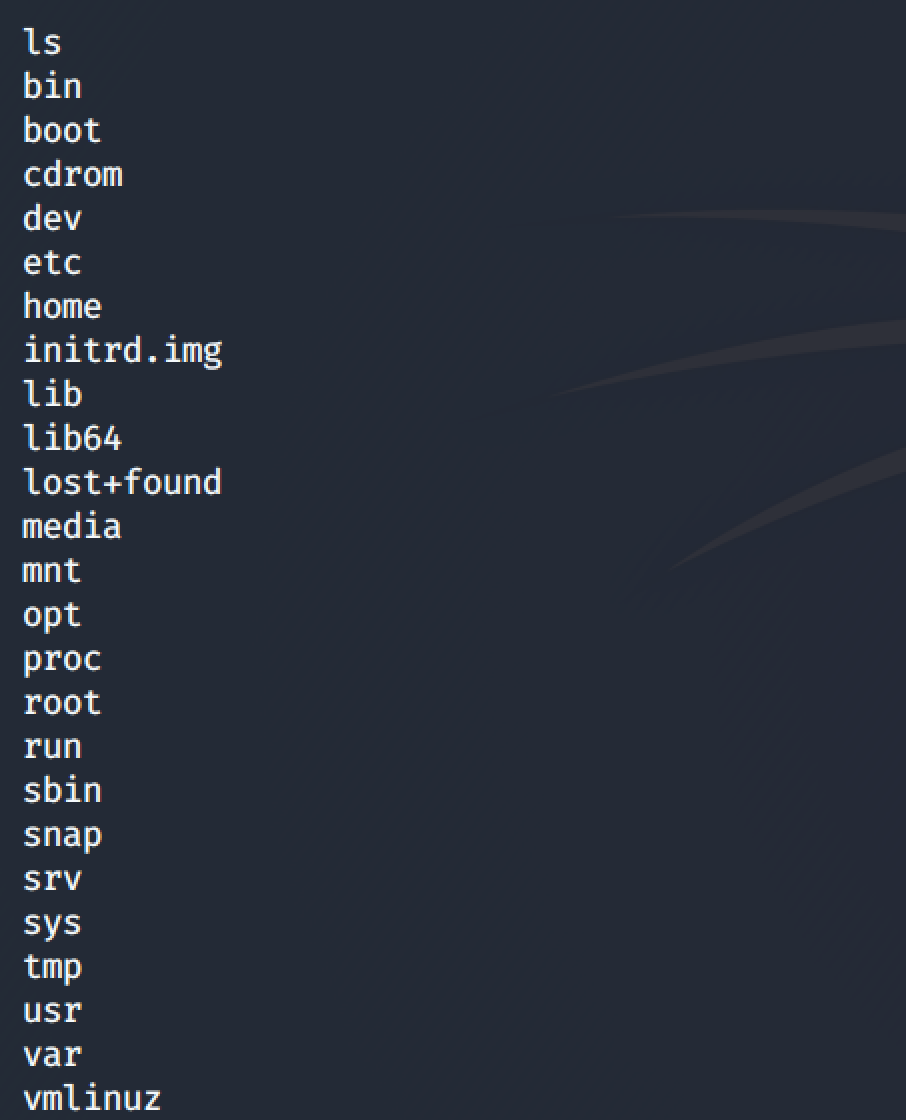 ls
bin
boot
cdrom
dev
etc
home
initrd.img
lib
lib64
lost+found
media
mnt
opt
proc
root
run
sbin
snap
srv
sys
tmp
usr
var
vmlinuz